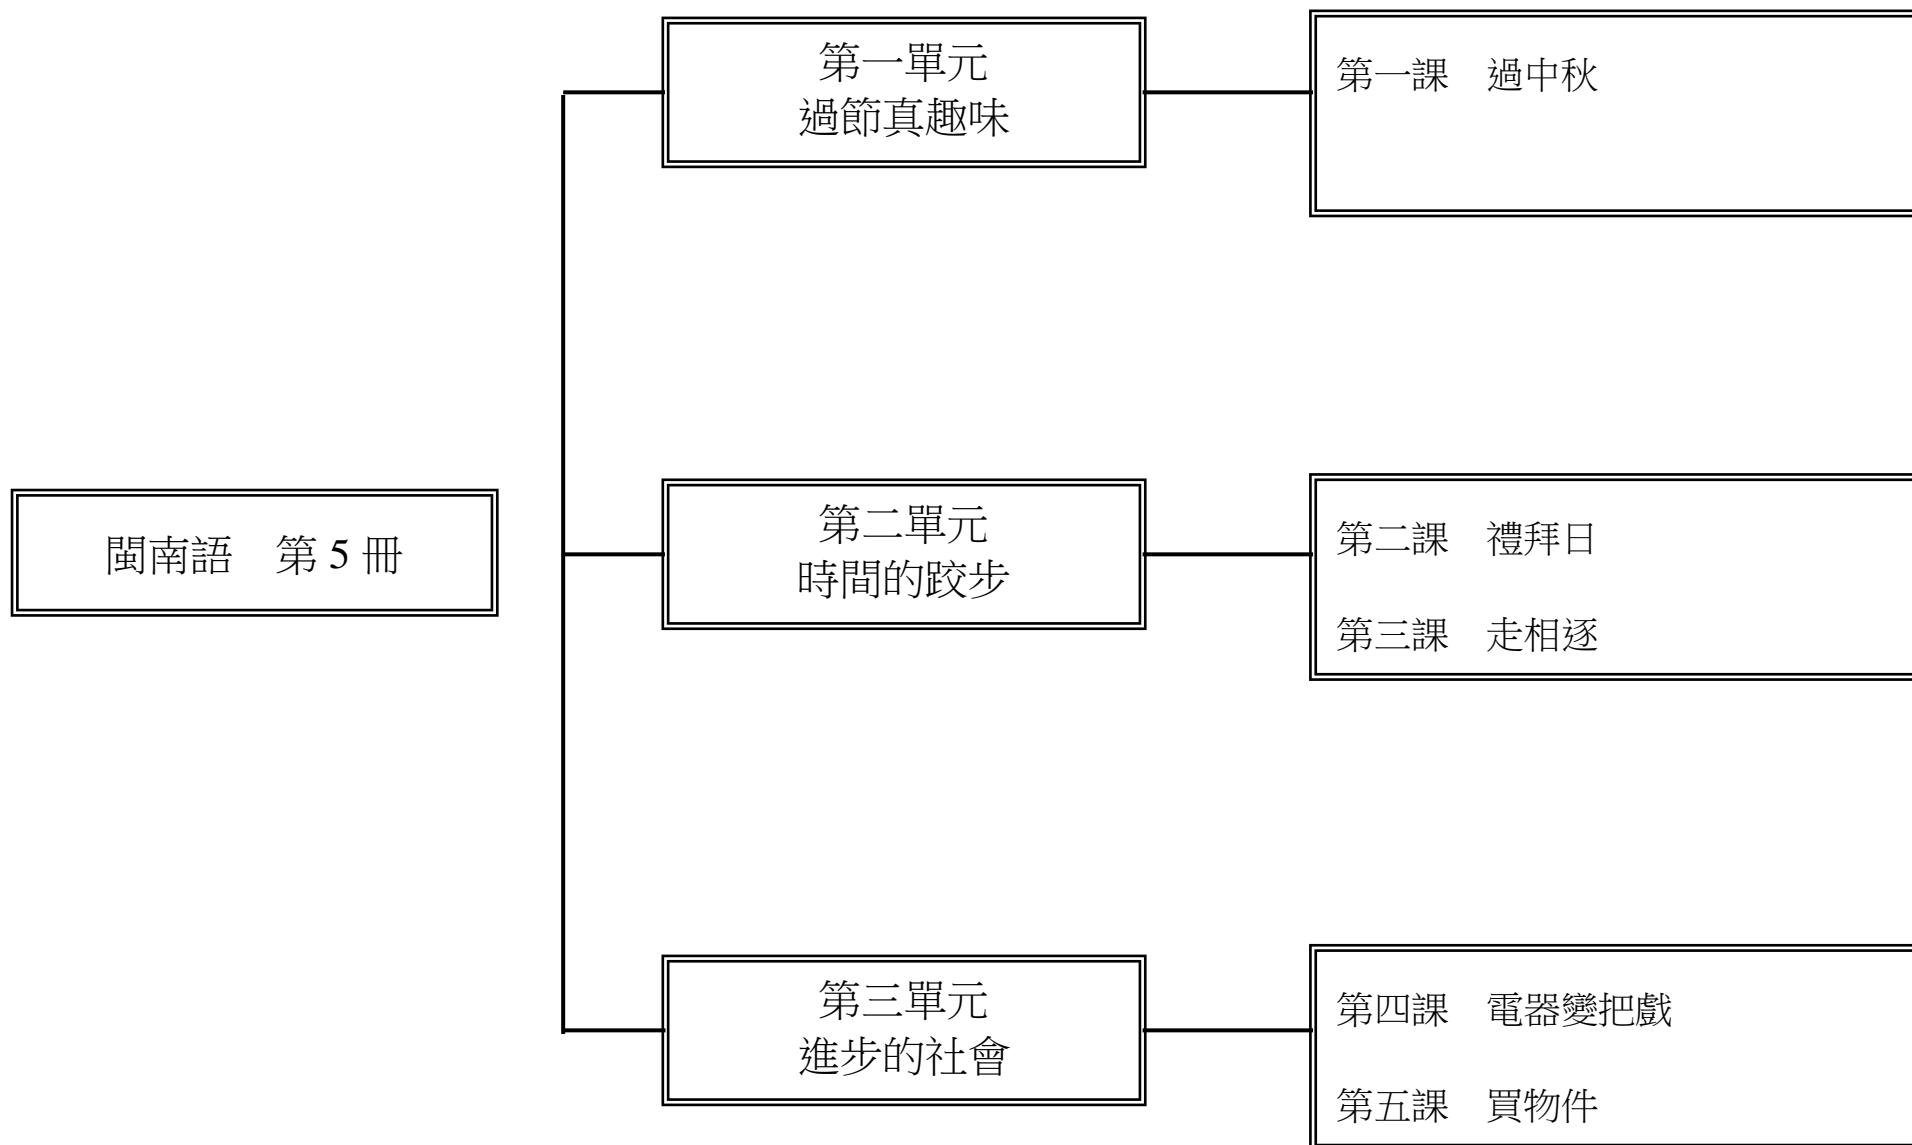 第一單元
過節真趣味
第一課　過中秋
閩南語　第 5 冊
第二單元
時間的跤步
第二課　禮拜日
第三課　走相逐
第三單元
進步的社會
第四課　電器變把戲
第五課　買物件